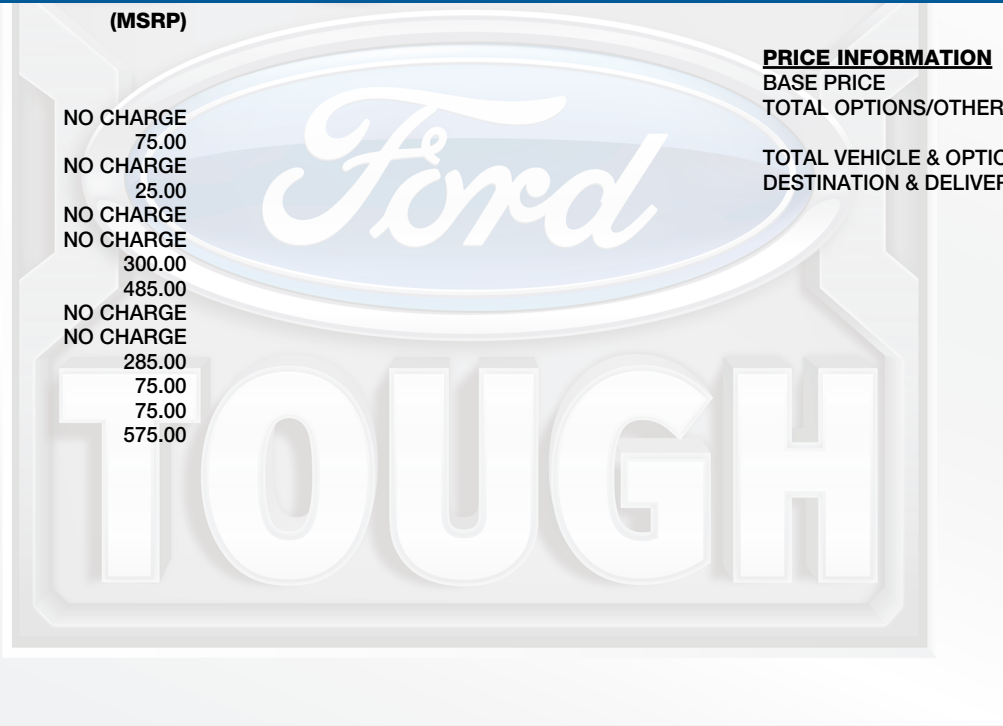 (MSRP)
NO CHARGE
75.00
NO CHARGE
25.00
NO CHARGE
NO CHARGE
300.00
485.00
NO CHARGE
NO CHARGE
285.00
75.00
75.00
575.00
PRICE INFORMATION
BASE PRICE
TOTAL OPTIONS/OTHER
TOTAL VEHICLE & OPTIO
DESTINATION & DELIVER
Ford
TOUGH